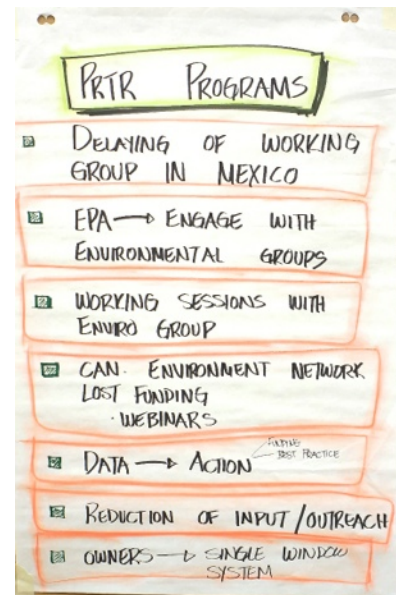 PRTR PROGRAMS
DELAYING OF WORKING
GROUP IN MEXICO
EPA → ENGAGE WITH
ENVIRONMENTAL GROUPS
WORKING SESSIONS WITH
ENVIRO GROUP
CAN. ENVIRONMENT NETWORK
LOST FUNDING
· WEBINARS
DATA → ACTION
BEST PRACTICE
REDUCTION OF INPUT/OUTREACH
OWNERS → SINGLE WINDOW
SYSTEM